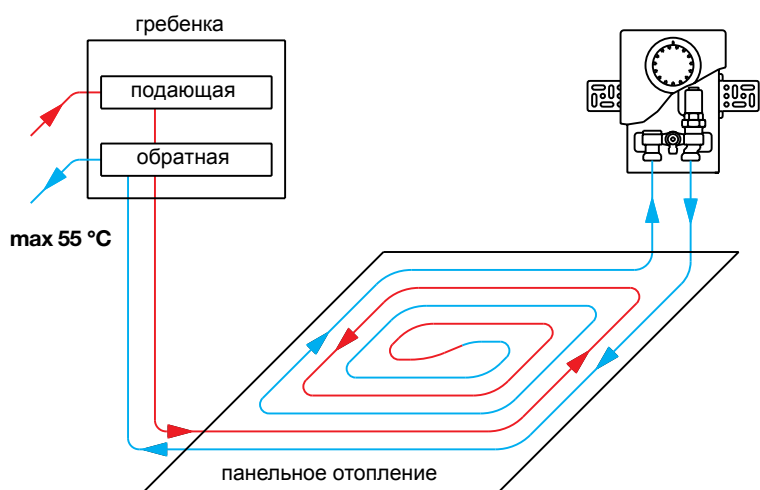 гребенка
подающая
обратная
max 55 °C
панельное отопление